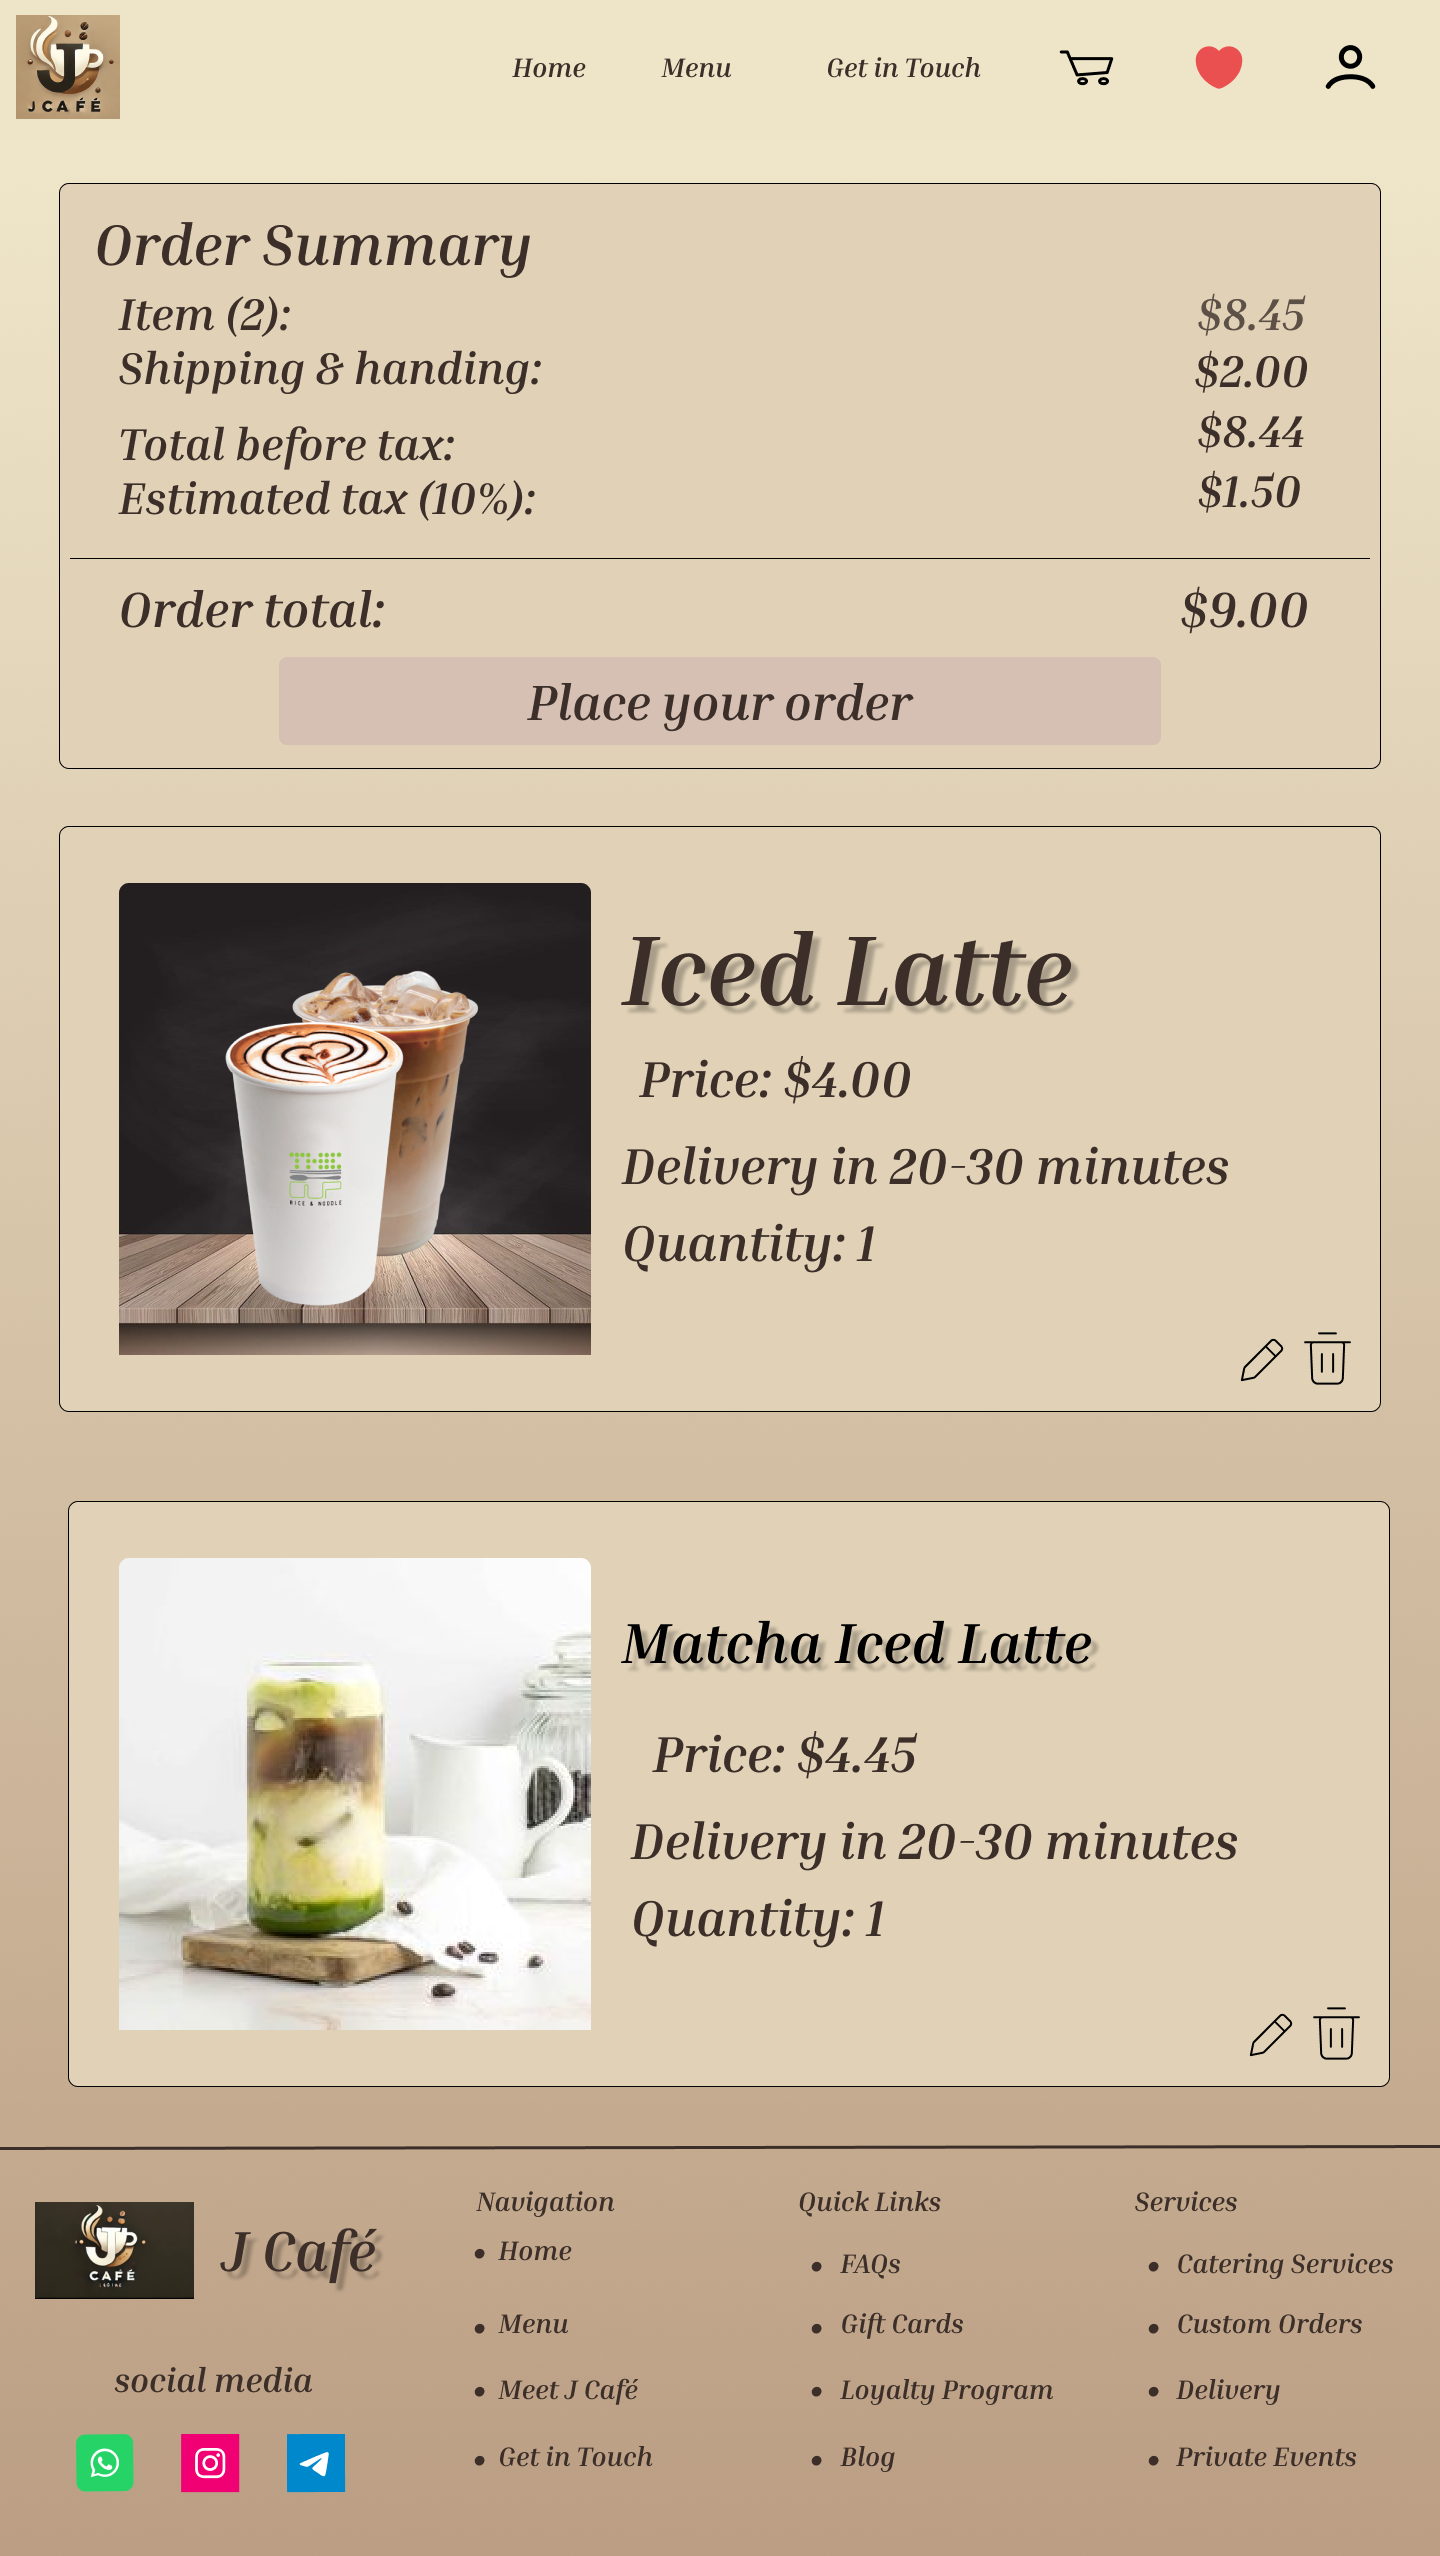 J CAFÉ
Home Menu Get in Touch
Order Summary
Item (2): $8.45
Shipping & handing: $2.00
Total before tax: $8.44
Estimated tax (10%): $1.50
Order total: $9.00
Place your order
Iced Latte
Price: $4.00
Delivery in 20-30 minutes
Quantity: 1
THE
CUP
RICE & NOODLE
Matcha Iced Latte
Price: $4.45
Delivery in 20-30 minutes
Quantity: 1
J
CAFÉ
J Café
social media
Navigation
• Home
• Menu
• Meet J Café
• Get in Touch
Quick Links
• FAQs
• Gift Cards
• Loyalty Program
• Blog
Services
• Catering Services
• Custom Orders
• Delivery
• Private Events